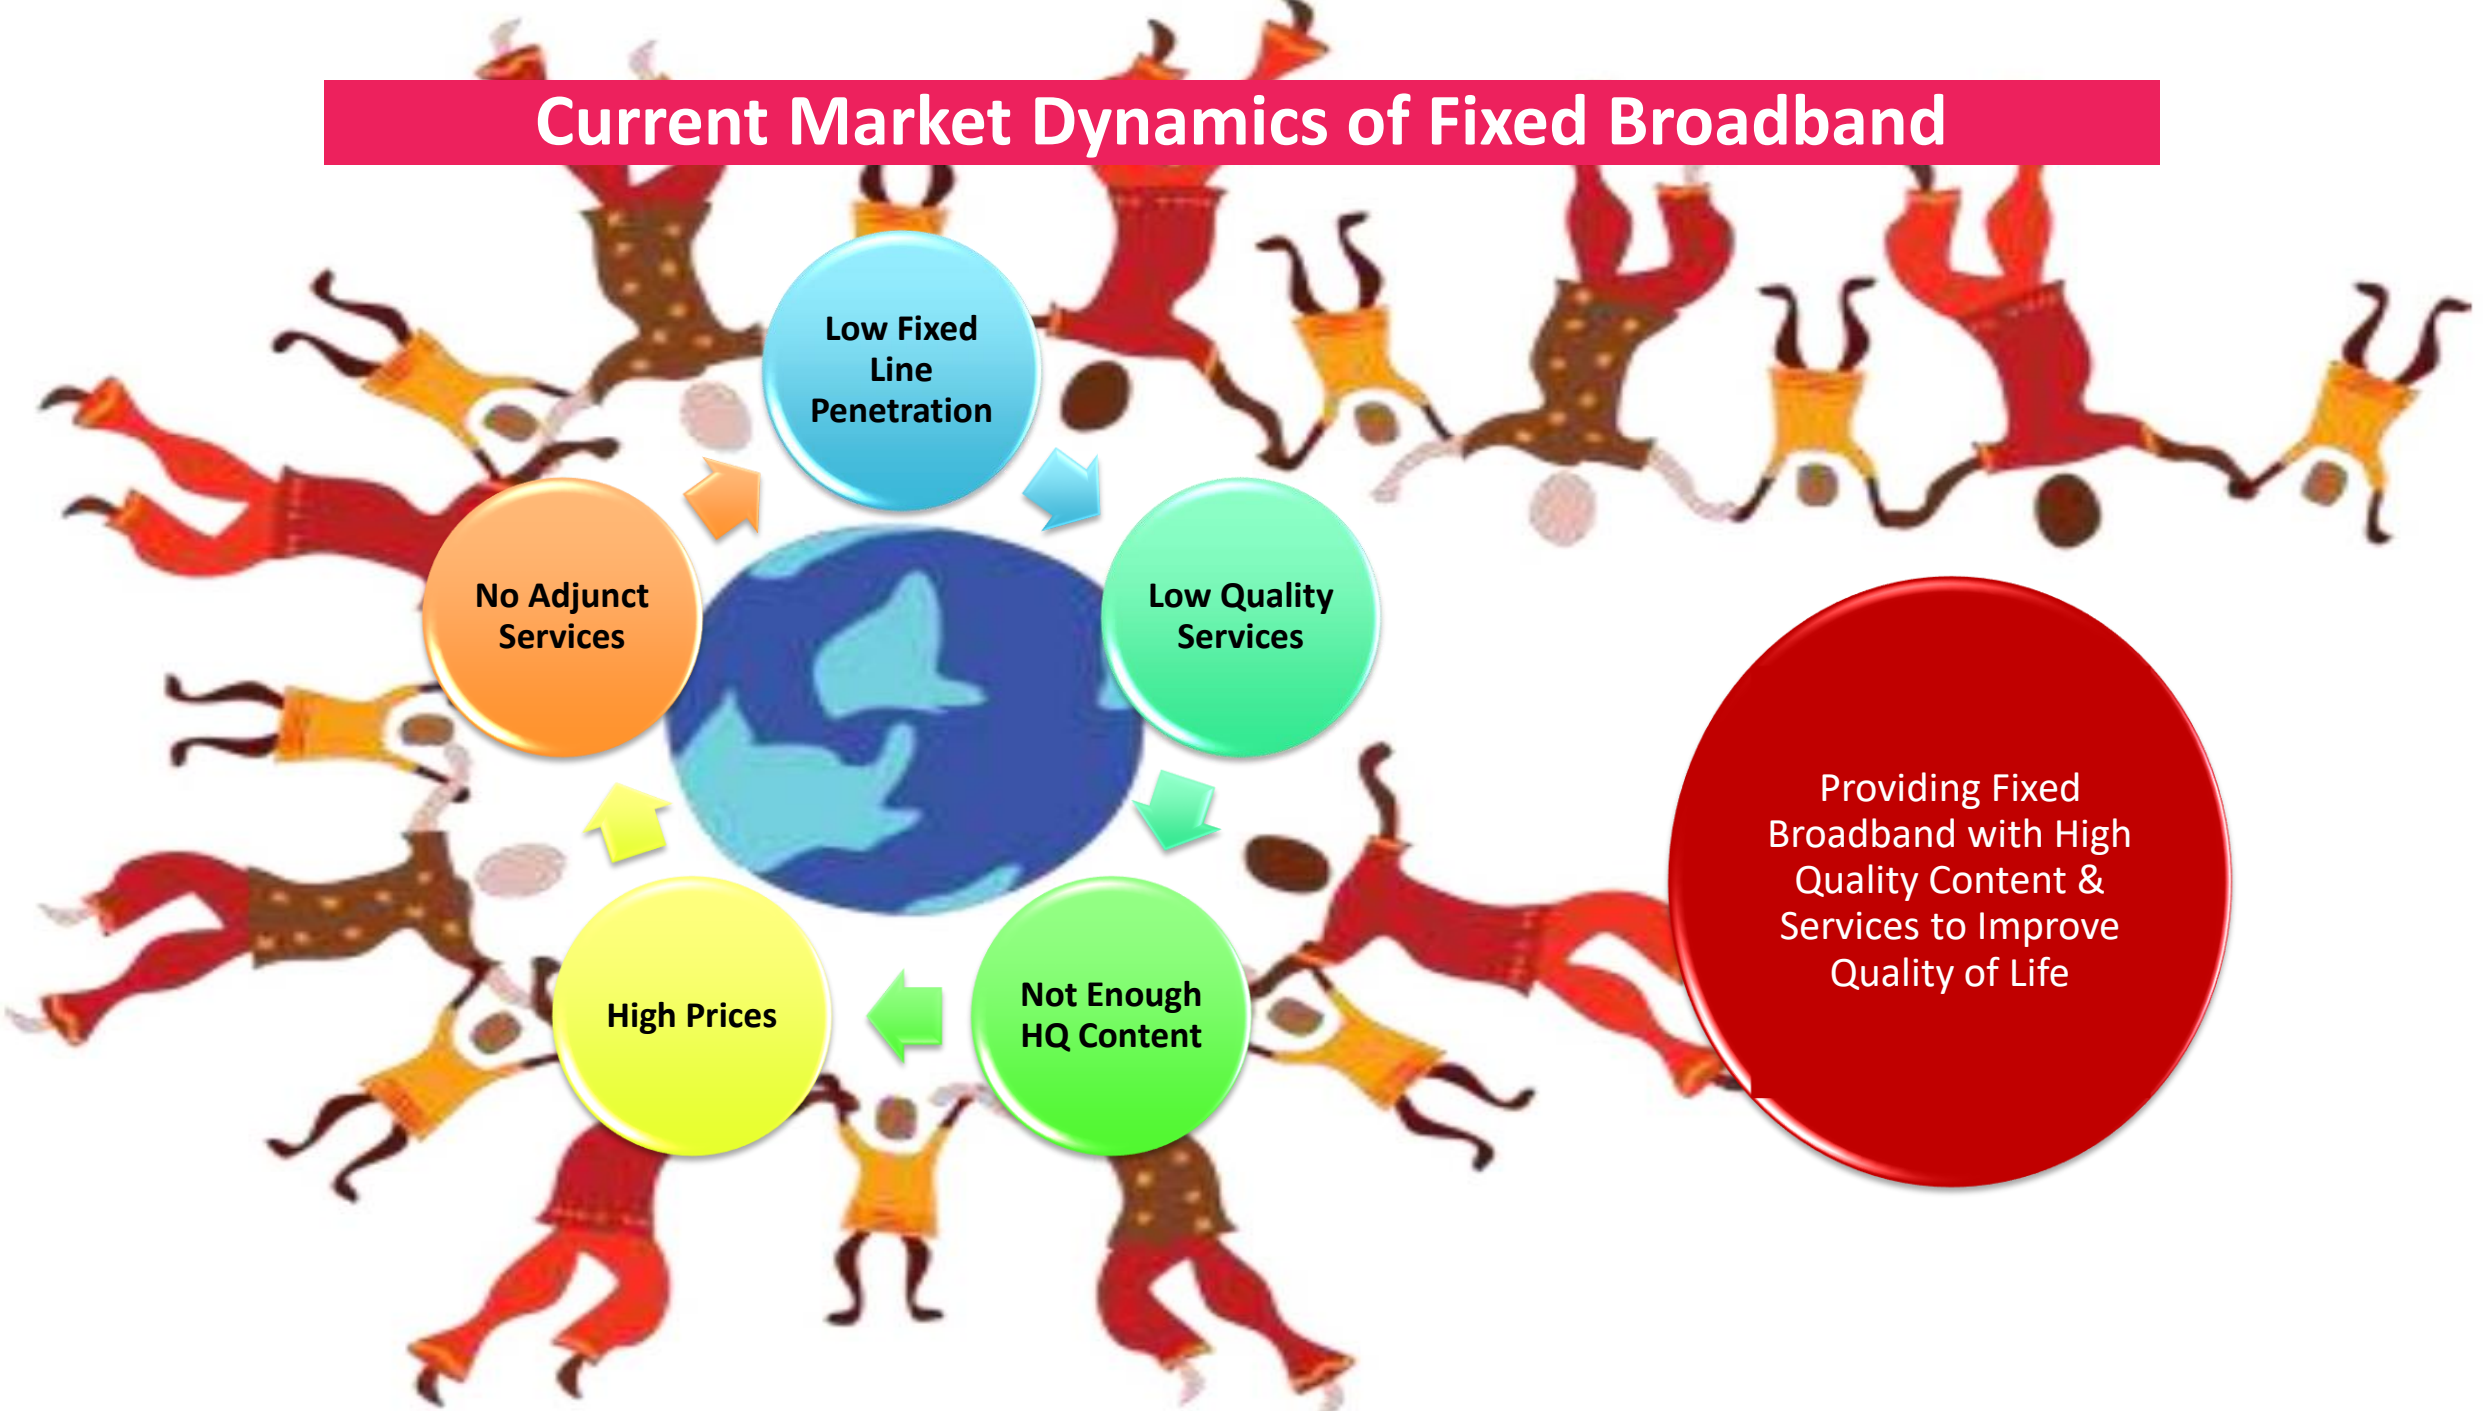 Current Market Dynamics of Fixed Broadband
Low Fixed
Line
Penetration
Low Quality
Services
Not Enough
HQ Content
High Prices
No Adjunct
Services
Providing Fixed
Broadband with High
Quality Content &
Services to Improve
Quality of Life